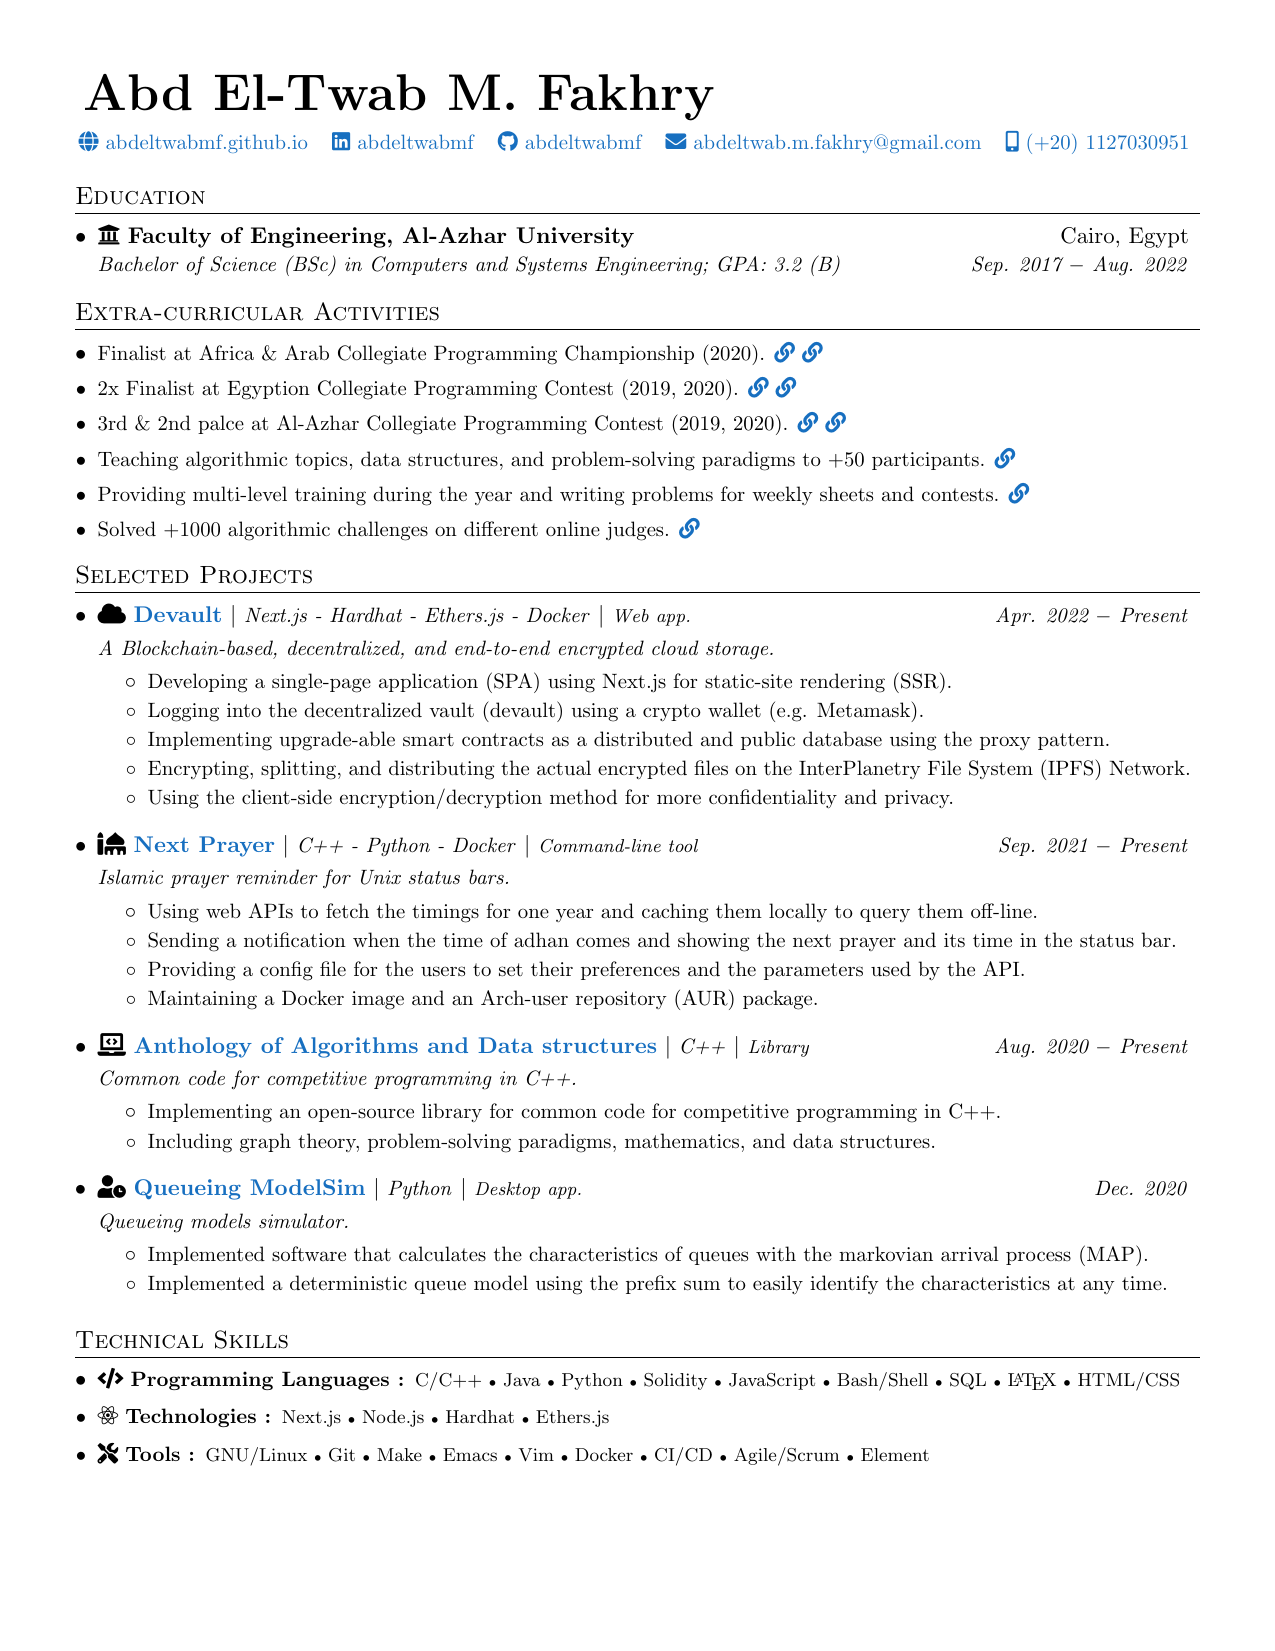 Abd El-Twab M. Fakhry
abdeltwabmf.github.io abdeltwabmf abdeltwabmf abdeltwab.m.fakhry@gmail.com (+20) 1127030951
Education
• Faculty of Engineering, Al-Azhar University Cairo, Egypt
Bachelor of Science (BSc) in Computers and Systems Engineering; GPA: 3.2 (B) Sep. 2017 – Aug. 2022
Extra-curricular Activities
• Finalist at Africa & Arab Collegiate Programming Championship (2020).
• 2x Finalist at Egyption Collegiate Programming Contest (2019, 2020).
• 3rd & 2nd palce at Al-Azhar Collegiate Programming Contest (2019, 2020).
• Teaching algorithmic topics, data structures, and problem-solving paradigms to +50 participants.
• Providing multi-level training during the year and writing problems for weekly sheets and contests.
• Solved +1000 algorithmic challenges on different online judges.
Selected Projects
• Devault | Next.js - Hardhat - Ethers.js - Docker | Web app. Apr. 2022 – Present
A Blockchain-based, decentralized, and end-to-end encrypted cloud storage.
◦ Developing a single-page application (SPA) using Next.js for static-site rendering (SSR).
◦ Logging into the decentralized vault (devault) using a crypto wallet (e.g. Metamask).
◦ Implementing upgrade-able smart contracts as a distributed and public database using the proxy pattern.
◦ Encrypting, splitting, and distributing the actual encrypted files on the InterPlanetry File System (IPFS) Network.
◦ Using the client-side encryption/decryption method for more confidentiality and privacy.
• Next Prayer | C++ - Python - Docker | Command-line tool Sep. 2021 – Present
Islamic prayer reminder for Unix status bars.
◦ Using web APIs to fetch the timings for one year and caching them locally to query them off-line.
◦ Sending a notification when the time of adhan comes and showing the next prayer and its time in the status bar.
◦ Providing a config file for the users to set their preferences and the parameters used by the API.
◦ Maintaining a Docker image and an Arch-user repository (AUR) package.
• Anthology of Algorithms and Data structures | C++ | Library Aug. 2020 – Present
Common code for competitive programming in C++.
◦ Implementing an open-source library for common code for competitive programming in C++.
◦ Including graph theory, problem-solving paradigms, mathematics, and data structures.
• Queueing ModelSim | Python | Desktop app. Dec. 2020
Queueing models simulator.
◦ Implemented software that calculates the characteristics of queues with the markovian arrival process (MAP).
◦ Implemented a deterministic queue model using the prefix sum to easily identify the characteristics at any time.
Technical Skills
• Programming Languages : C/C++ • Java • Python • Solidity • JavaScript • Bash/Shell • SQL • LATEX • HTML/CSS
• Technologies : Next.js • Node.js • Hardhat • Ethers.js
• Tools : GNU/Linux • Git • Make • Emacs • Vim • Docker • CI/CD • Agile/Scrum • Element